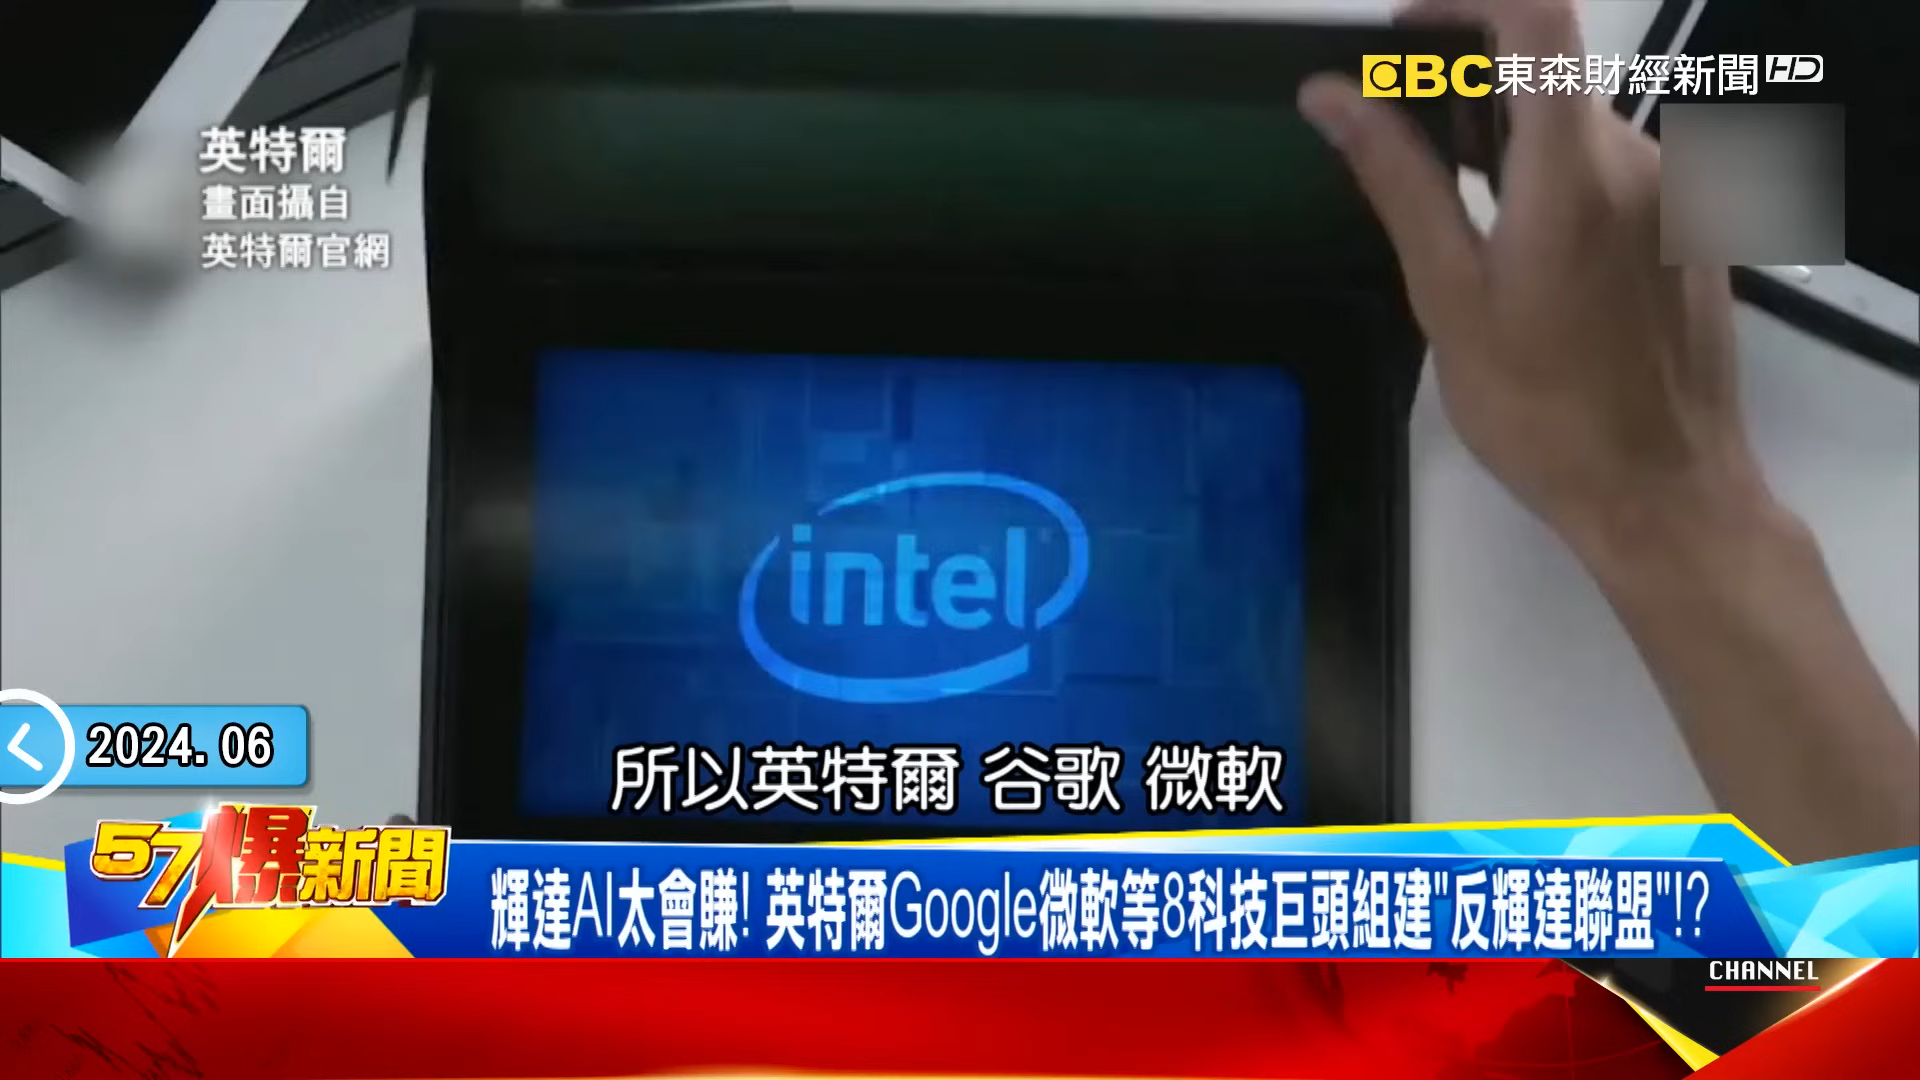 EBC東森財經新聞HD
英特爾
畫面攝自
英特爾官網
intel
2024.06
所以英特爾 谷歌 微軟
57爆新聞
輝達AI太會賺! 英特爾Google微軟等8科技巨頭組建"反輝達聯盟"!?
CHANNEL